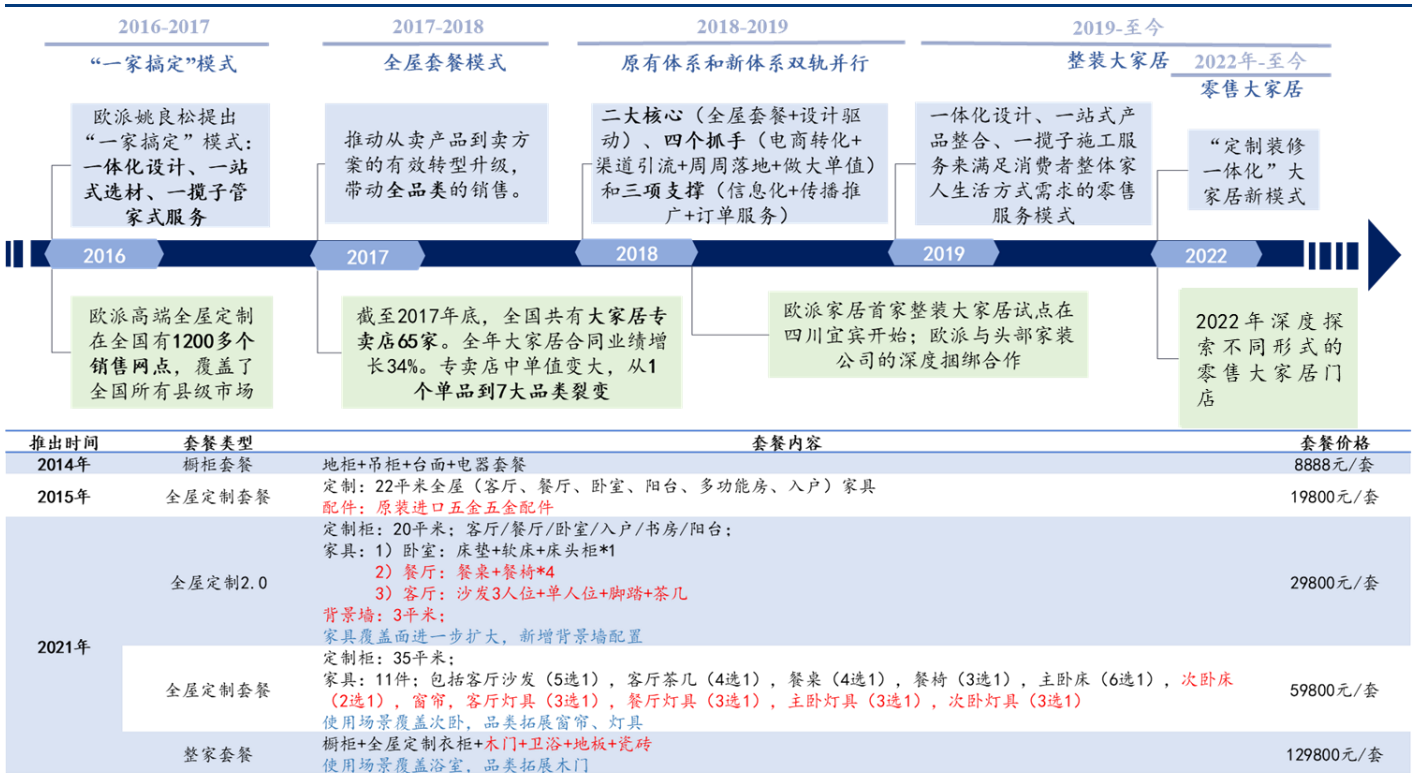 2016-2017
“一家搞定”模式
2017-2018
全屋套餐模式
2018-2019
原有体系和新体系双轨并行
2019-至今
整装大家居
2022年-至今
零售大家居
欧派姚良松提出
“一家搞定”模式：
一体化设计、一站
式选材、一揽子管
家式服务
推动从卖产品到卖方
案的有效转型升级，
带动全品类的销售。
二大核心（全屋套餐+设计驱
动）、四个抓手（电商转化+
渠道引流+周周落地+做大单值）
和三项支撑（信息化+传播推
广+订单服务）
一体化设计、一站式产
品整合、一揽子施工服
务来满足消费者整体家
人生活方式需求的零售
服务模式
“定制装修
一体化”大
家居新模式
2016
2017
2018
2019
2022
欧派高端全屋定制
在全国有1200多个
销售网点，覆盖了
全国所有县级市场
截至2017年底，全国共有大家居专
卖店65家。全年大家居合同业绩增
长34%。专卖店中单值变大，从1
个单品到7大品类裂变
欧派家居首家整装大家居试点在
四川宜宾开始；欧派与头部家装
公司的深度捆绑合作
2022年深度探
索不同形式的
零售大家居门
店
推出时间 套餐类型 套餐内容 套餐价格
2014年 橱柜套餐 地柜+吊柜+台面+电器套餐 8888元/套
2015年 全屋定制套餐 定制：22平米全屋（客厅、餐厅、卧室、阳台、多功能房、入户）家具 19800元/套
配件：原装进口五金五金配件
2021年
全屋定制2.0
定制柜：20平米；客厅/餐厅/卧室/入户/书房/阳台；
家具：1）卧室：床垫+软床+床头柜*1
2）餐厅：餐桌+餐椅*4
3）客厅：沙发3人位+单人位+脚踏+茶几
背景墙：3平米；
家具覆盖面进一步扩大，新增背景墙配置
29800元/套
全屋定制套餐
定制柜：35平米；
家具：11件；包括客厅沙发（5选1），客厅茶几（4选1），餐桌（4选1），餐椅（3选1），主卧床（6选1），次卧床
（2选1），窗帘，客厅灯具（3选1），餐厅灯具（3选1），主卧灯具（3选1），次卧灯具（3选1）
使用场景覆盖次卧，品类拓展窗帘、灯具
59800元/套
整家套餐
橱柜+全屋定制衣柜+木门+卫浴+地板+瓷砖
使用场景覆盖浴室，品类拓展木门
129800元/套